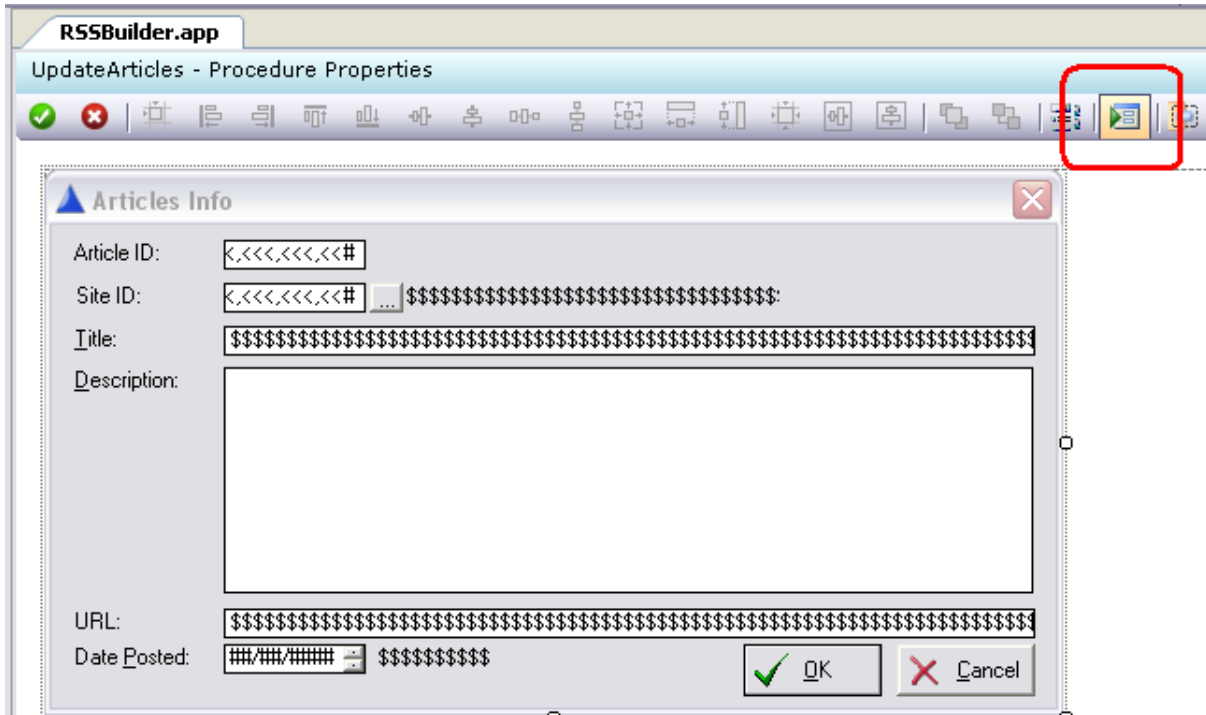 RSSBuilder.app
UpdateArticles - Procedure Properties
Articles Info
Article ID: <,<<<,<<<,<<#
Site ID: <,<<<,<<<,<<# ... $$$$$$$$$$$$$$$$$$$$$$$$$$$$$$$$$
Title: $$$$$$$$$$$$$$$$$$$$$$$$$$$$$$$$$$$$$$$$$$$$$$$$$$$$$$$$$$$$$$$$$$$$$$$$
Description:
URL: $$$$$$$$$$$$$$$$$$$$$$$$$$$$$$$$$$$$$$$$$$$$$$$$$$$$$$$$$$$$$$$$$$$$$$$$
Date Posted: ##/##/#### $$$$$$$$$$ OK Cancel